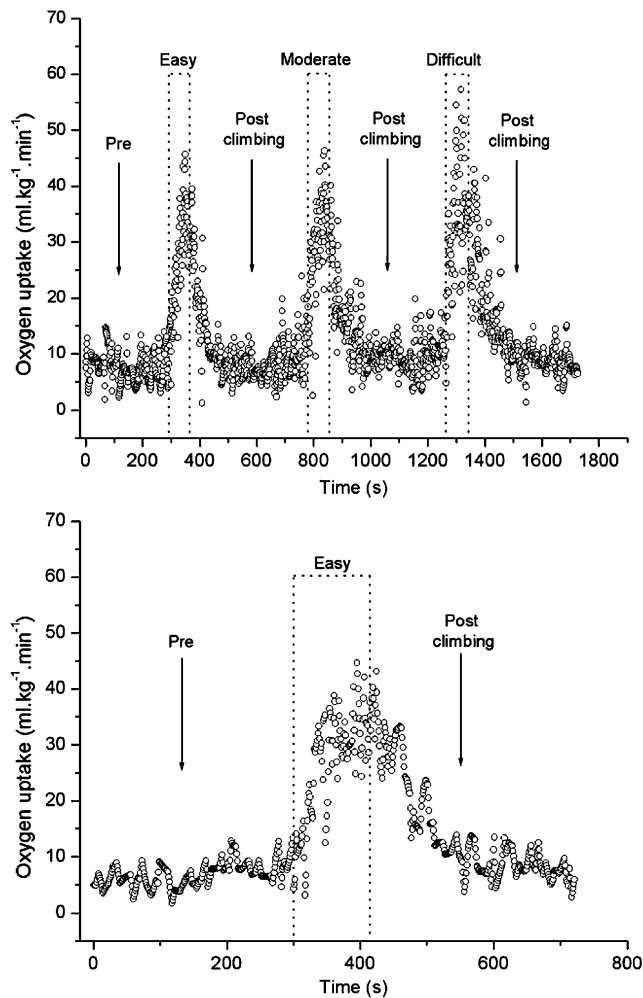 70
60
50
40
30
20
10
0
Oxygen uptake (ml.kg⁻¹.min⁻¹)
Easy
Moderate
Difficult
Pre
Post
climbing
Post
climbing
Post
climbing
0 200 400 600 800 1000 1200 1400 1600 1800
Time (s)
70
60
50
40
30
20
10
0
Oxygen uptake (ml.kg⁻¹.min⁻¹)
Easy
Pre
Post
climbing
0 200 400 600 800
Time (s)